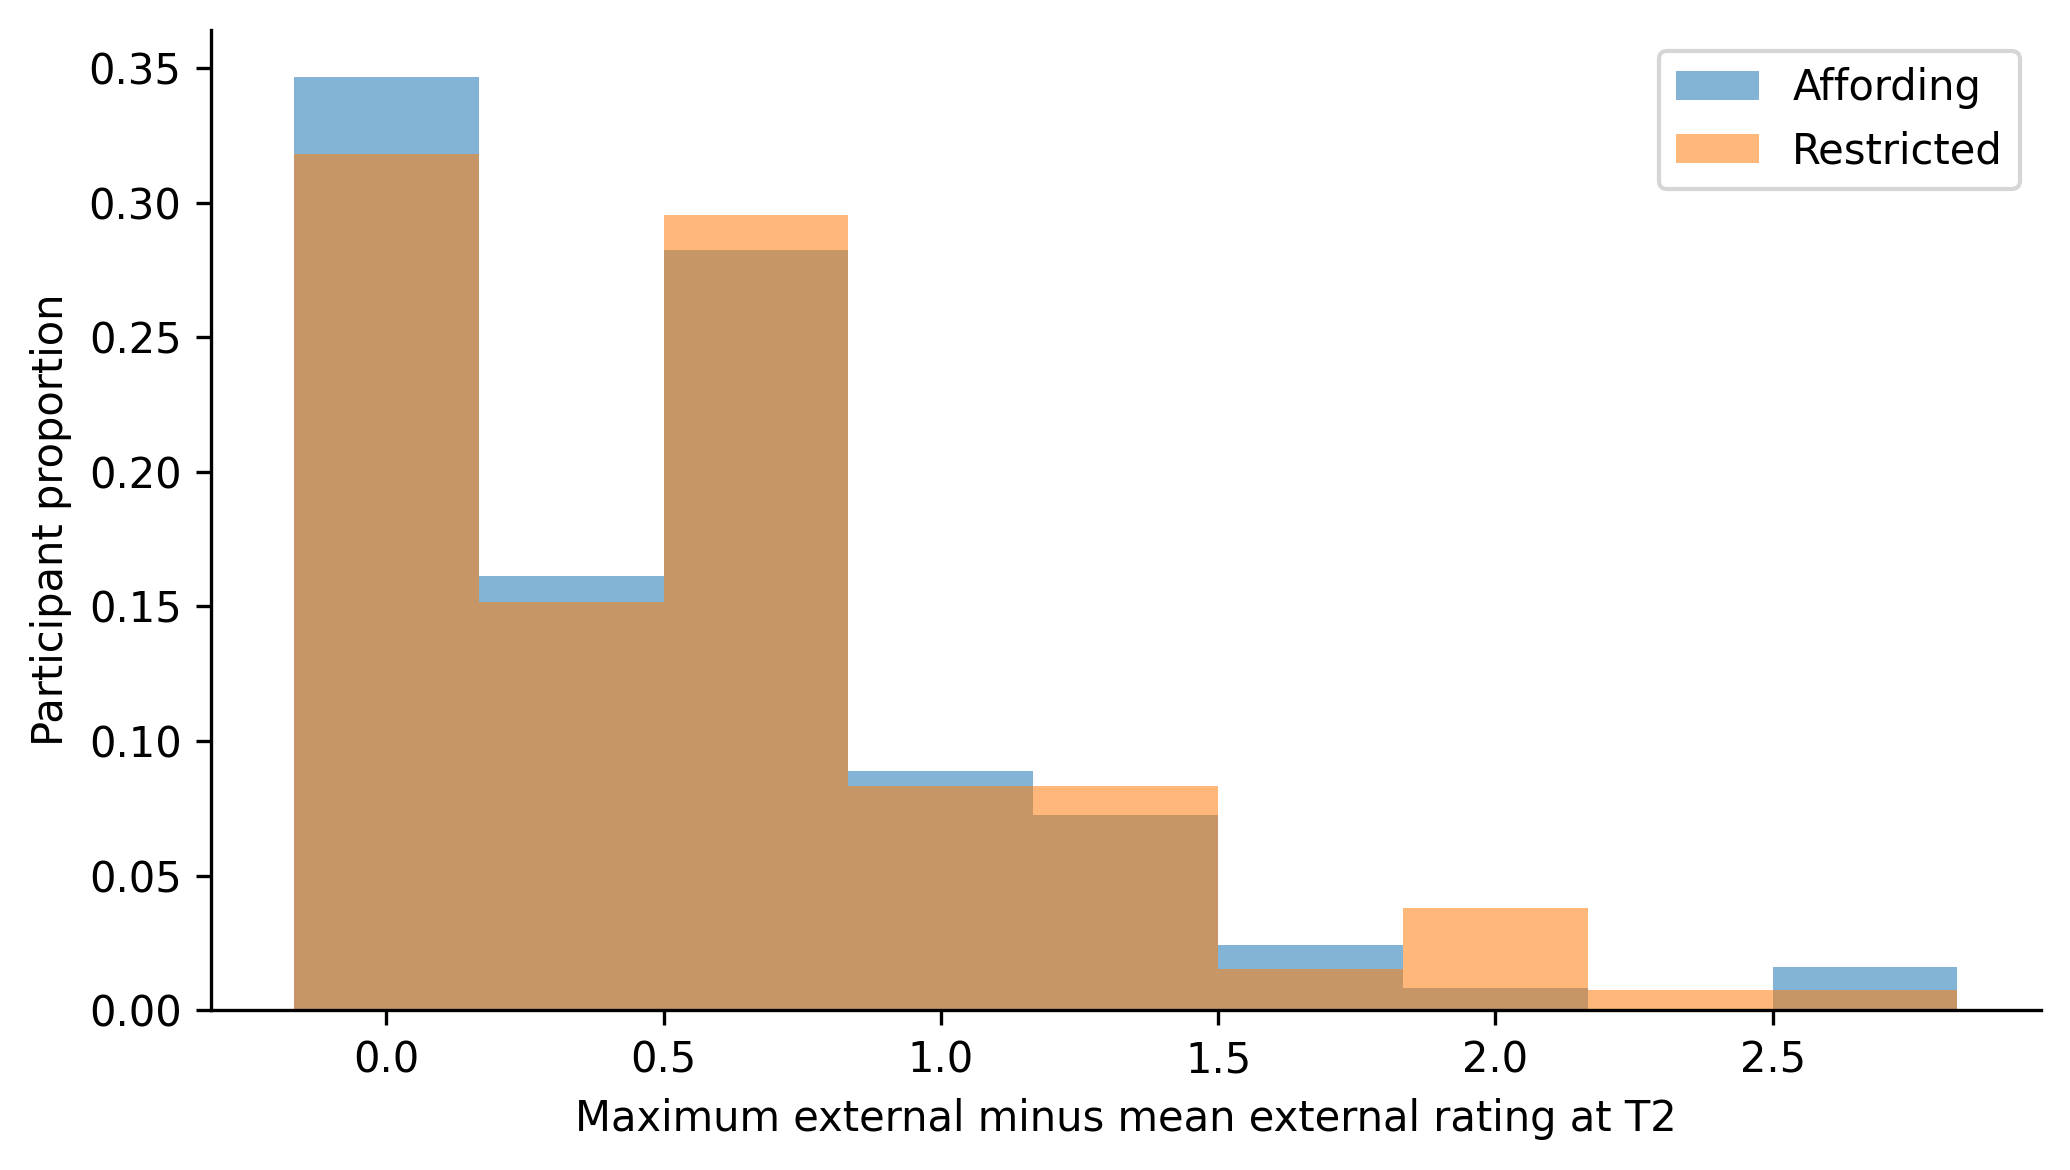 Affording
Restricted
Participant proportion
0.35
0.30
0.25
0.20
0.15
0.10
0.05
0.00
0.0 0.5 1.0 1.5 2.0 2.5
Maximum external minus mean external rating at T2